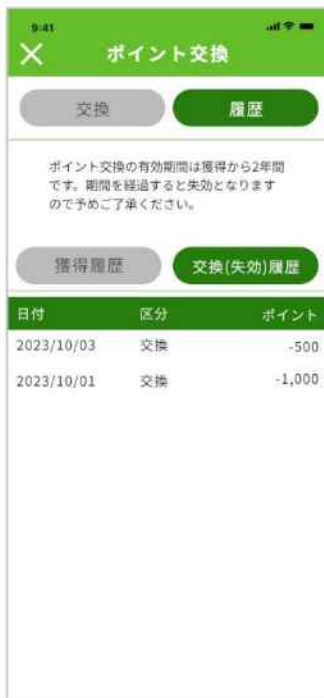 9:41
ポイント交換
交換 履歴
ポイント交換の有効期間は獲得から2年間
です。期間を経過すると失効となります
ので予めご了承ください。
獲得履歴 交換(失効)履歴
日付 区分 ポイント
2023/10/03 交換 -500
2023/10/01 交換 -1,000